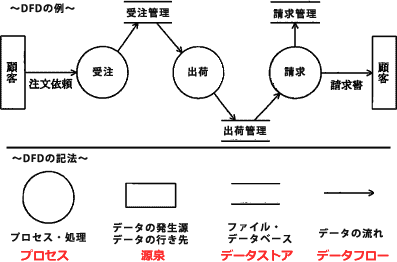 ～DFDの例～
受注管理
請求管理
顧客
受注
出荷
請求
顧客
注文依頼
請求書
出荷管理
～DFDの記法～
プロセス・処理
データの発生源
データの行き先
ファイル・
データベース
データの流れ
プロセス
源泉
データストア
データフロー